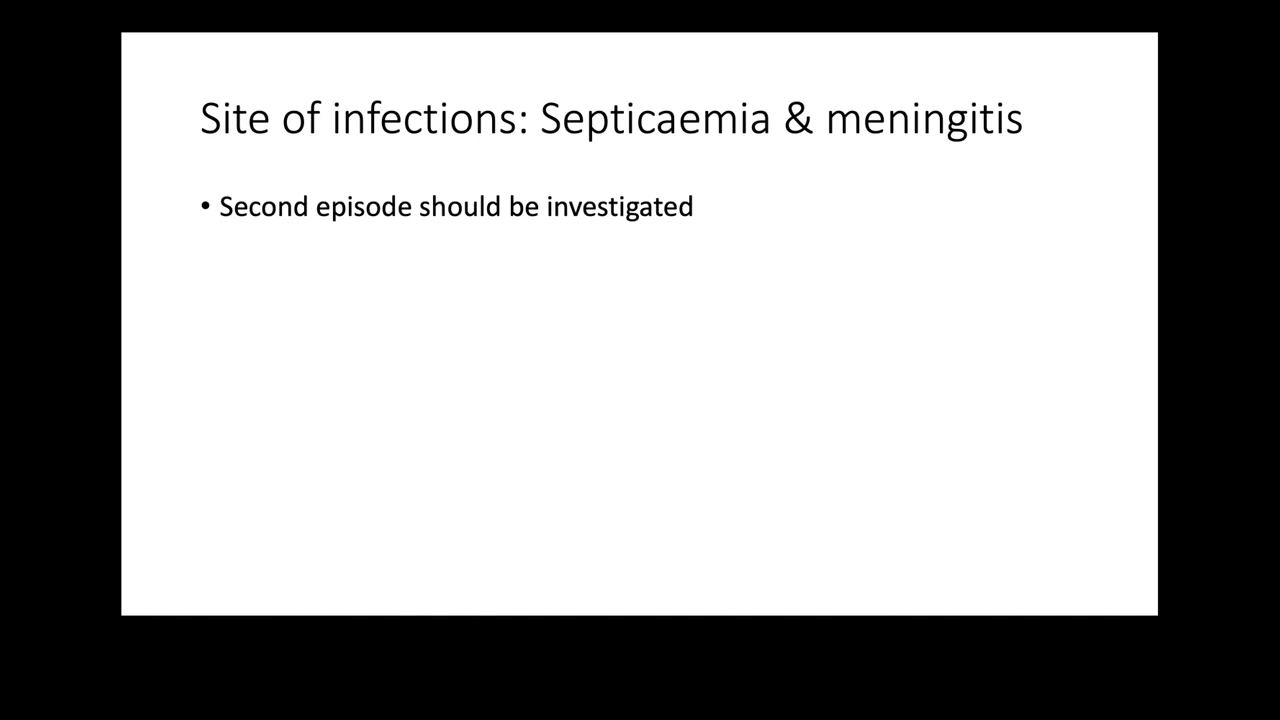 Site of infections: Septicaemia & meningitis
• Second episode should be investigated